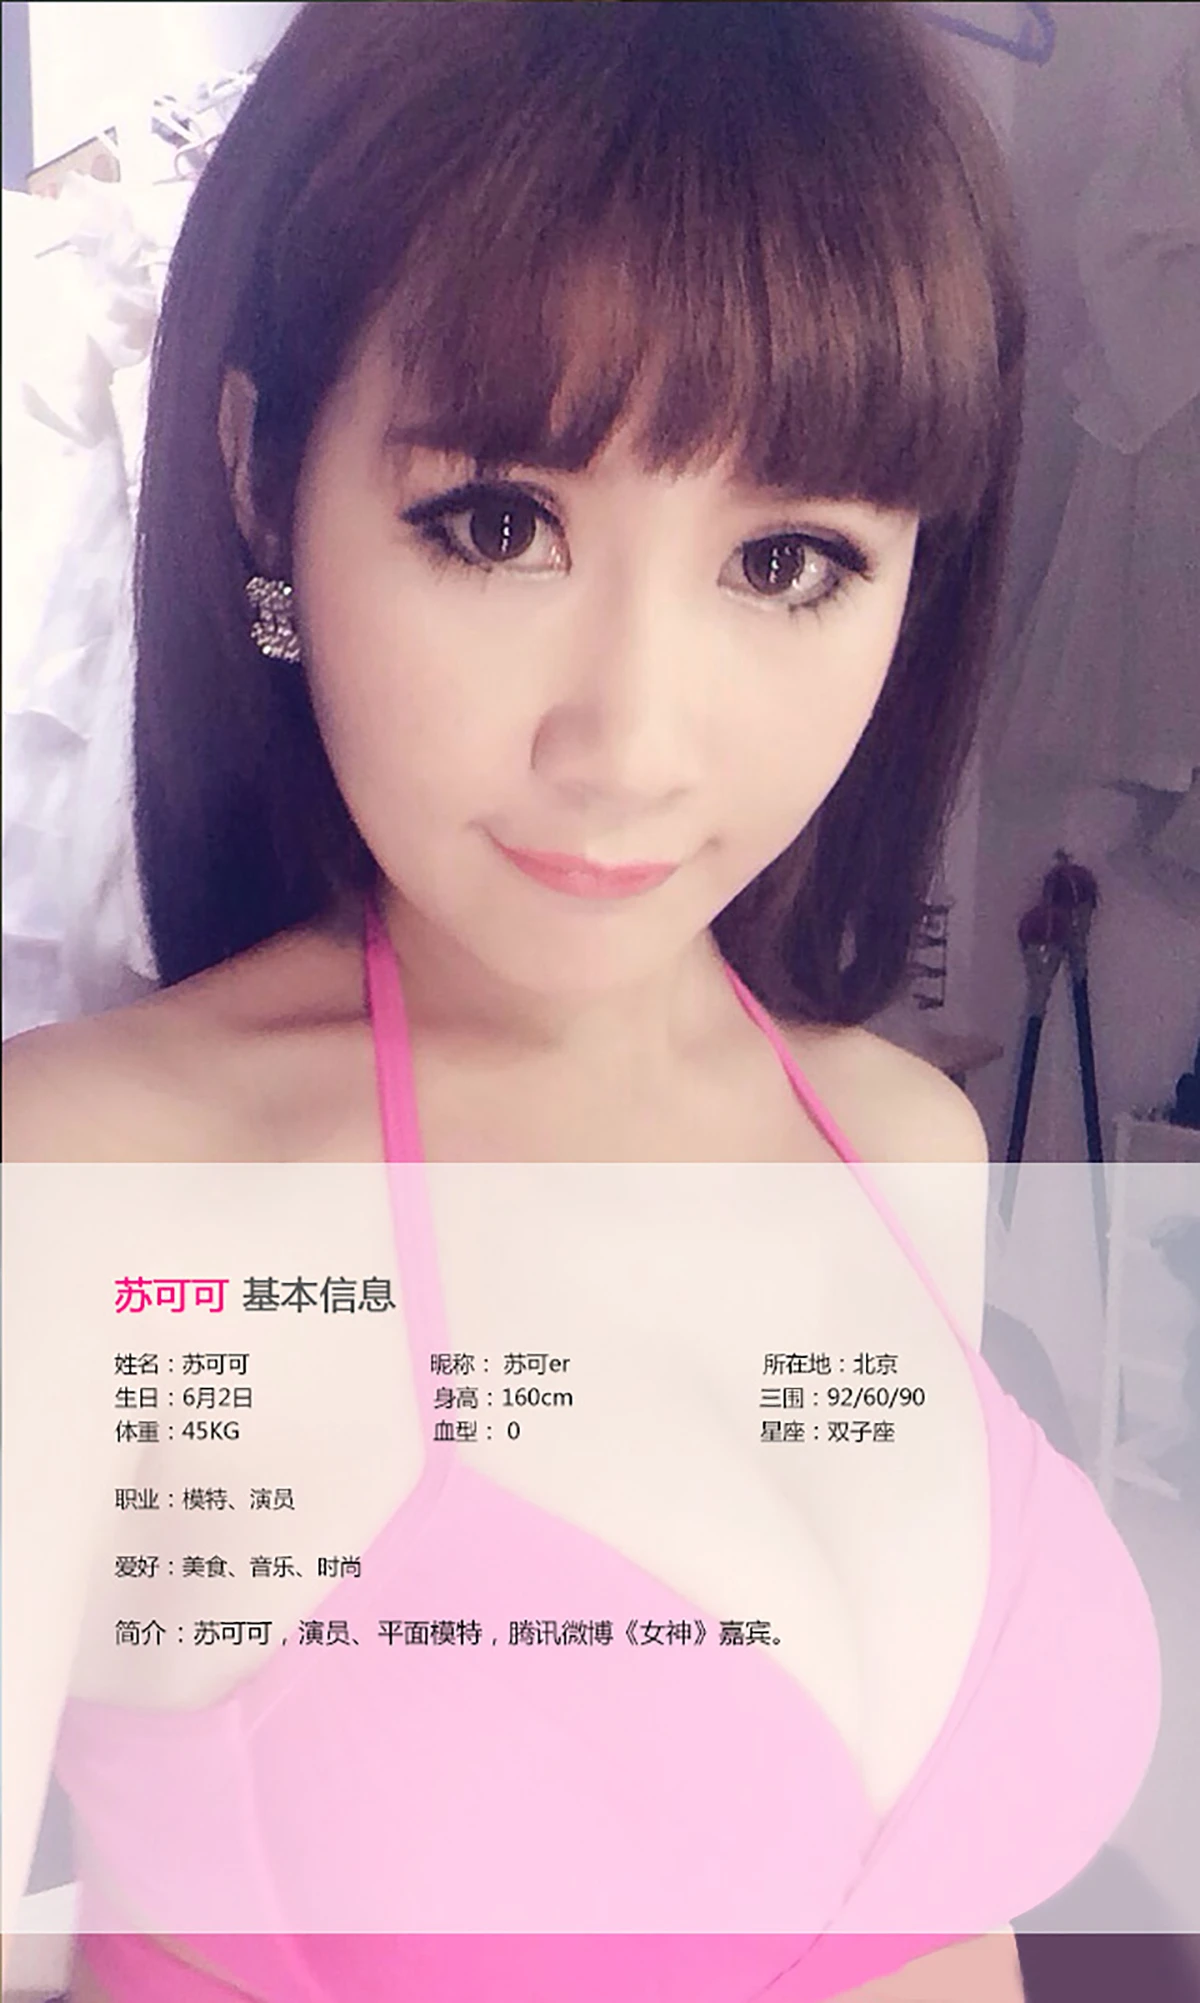 苏可可 基本信息
姓名：苏可可 昵称： 苏可er 所在地：北京
生日：6月2日 身高：160cm 三围：92/60/90
体重：45KG 血型： O 星座：双子座
职业：模特、演员
爱好：美食、音乐、时尚
简介：苏可可，演员、平面模特，腾讯微博《女神》嘉宾。